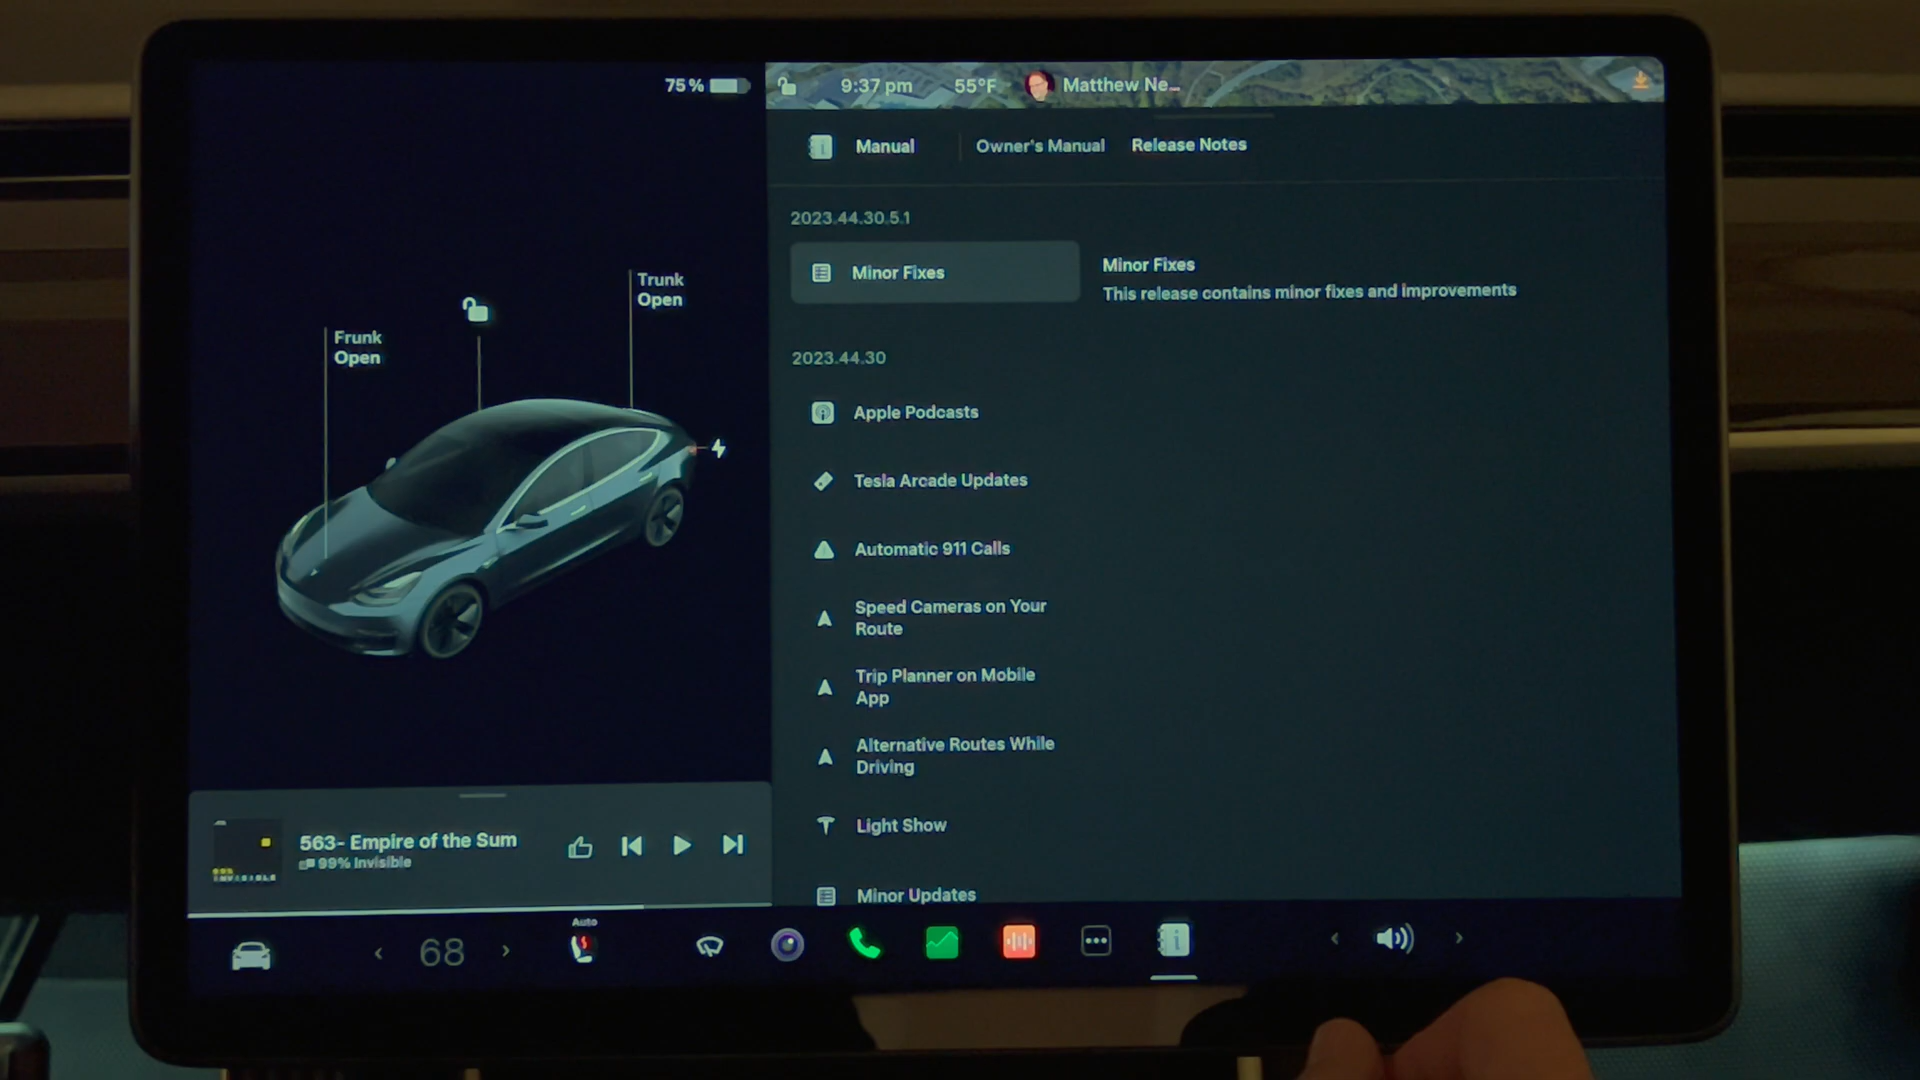 75%
9:37 pm
55°F
Matthew Ne...
Manual
Owner's Manual
Release Notes
2023.44.30.5.1
Minor Fixes
Minor Fixes
This release contains minor fixes and improvements
2023.44.30
Apple Podcasts
Tesla Arcade Updates
Automatic 911 Calls
Speed Cameras on Your
Route
Trip Planner on Mobile
App
Alternative Routes While
Driving
Light Show
Minor Updates
Trunk
Open
Frunk
Open
563- Empire of the Sum
99% Invisible
Auto
68